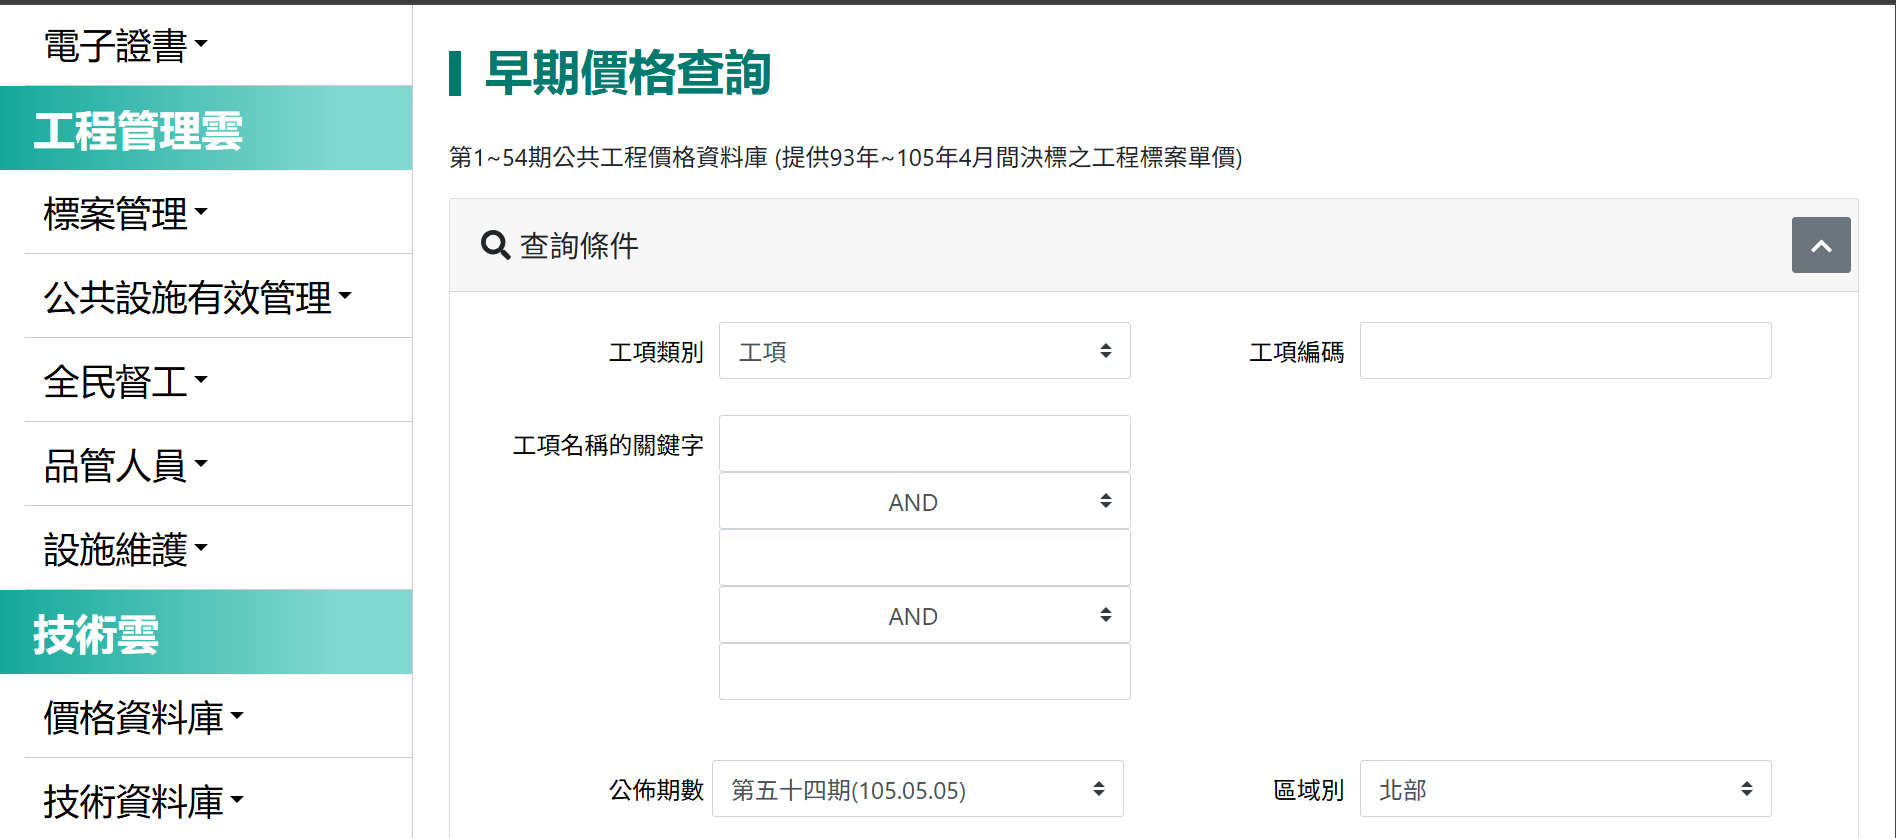 電子證書
工程管理雲
標案管理
公共設施有效管理
全民督工
品管人員
設施維護
技術雲
價格資料庫
技術資料庫
早期價格查詢
第1~54期公共工程價格資料庫 (提供93年~105年4月間決標之工程標案單價)
查詢條件
工項類別 工項 工項編碼
工項名稱的關鍵字
AND
AND
公佈期數 第五十四期(105.05.05) 區域別 北部